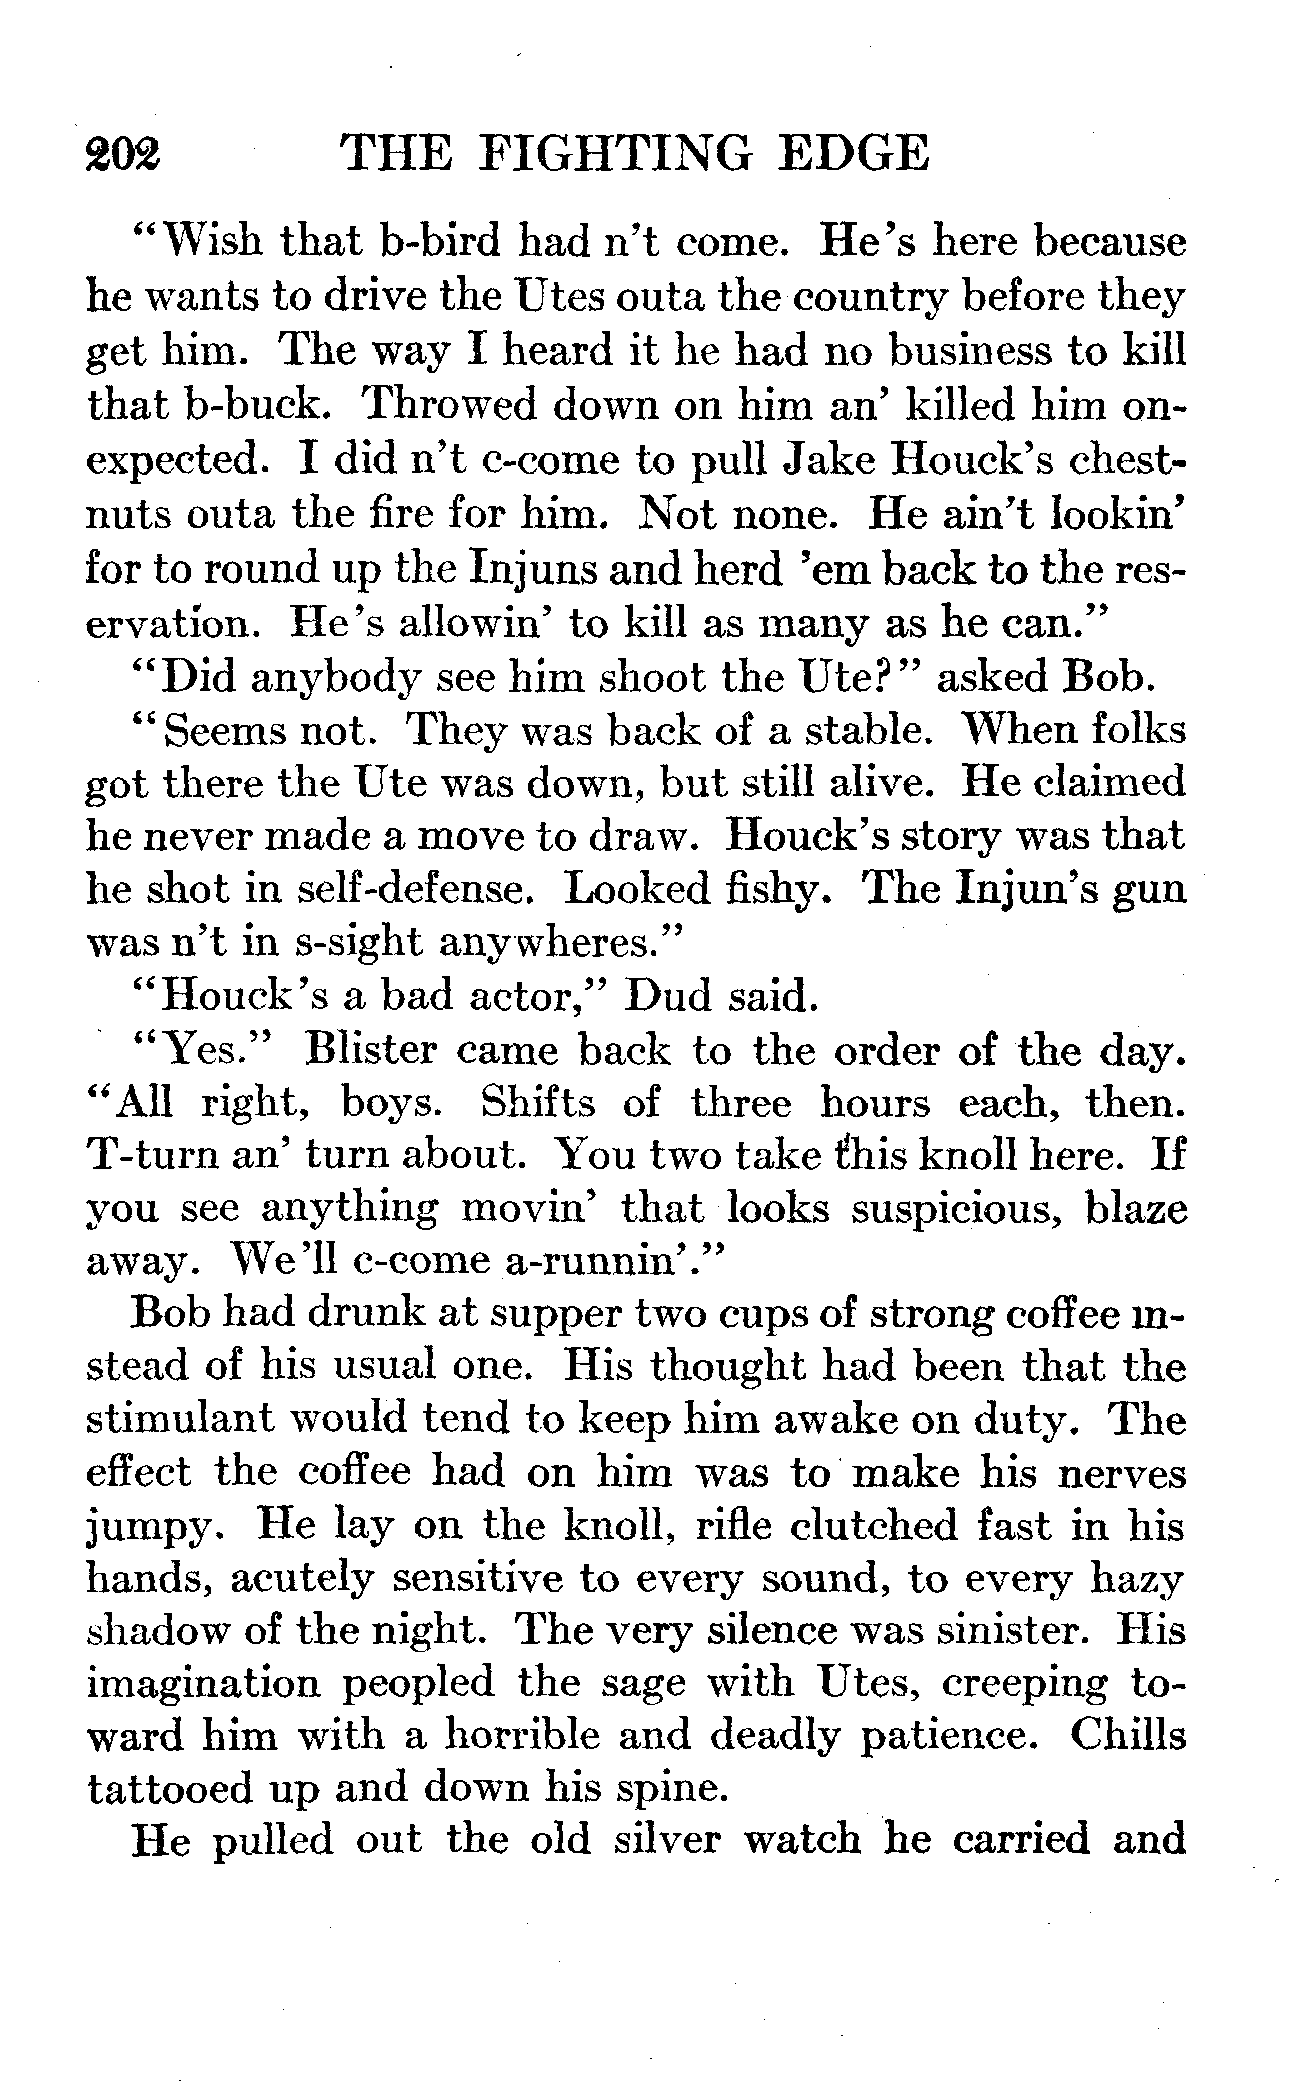 202 THE FIGHTING EDGE
“Wish that b-bird had n’t come. He’s here because
he wants to drive the Utes outa the country before they
get him. The way I heard it he had no business to kill
that b-buck. Throwed down on him an’ killed him on-
expected. I did n’t c-come to pull Jake Houck’s chest-
nuts outa the fire for him. Not none. He ain’t lookin’
for to round up the Injuns and herd ’em back to the res-
ervation. He’s allowin’ to kill as many as he can.”
“Did anybody see him shoot the Ute?” asked Bob.
“Seems not. They was back of a stable. When folks
got there the Ute was down, but still alive. He claimed
he never made a move to draw. Houck’s story was that
he shot in self-defense. Looked fishy. The Injun’s gun
was n’t in s-sight anywheres.”
“Houck’s a bad actor,” Dud said.
“Yes.” Blister came back to the order of the day.
“All right, boys. Shifts of three hours each, then.
T-turn an’ turn about. You two take this knoll here. If
you see anything movin’ that looks suspicious, blaze
away. We’ll c-come a-runnin’.”
Bob had drunk at supper two cups of strong coffee in-
stead of his usual one. His thought had been that the
stimulant would tend to keep him awake on duty. The
effect the coffee had on him was to make his nerves
jumpy. He lay on the knoll, rifle clutched fast in his
hands, acutely sensitive to every sound, to every hazy
shadow of the night. The very silence was sinister. His
imagination peopled the sage with Utes, creeping to-
ward him with a horrible and deadly patience. Chills
tattooed up and down his spine.
He pulled out the old silver watch he carried and